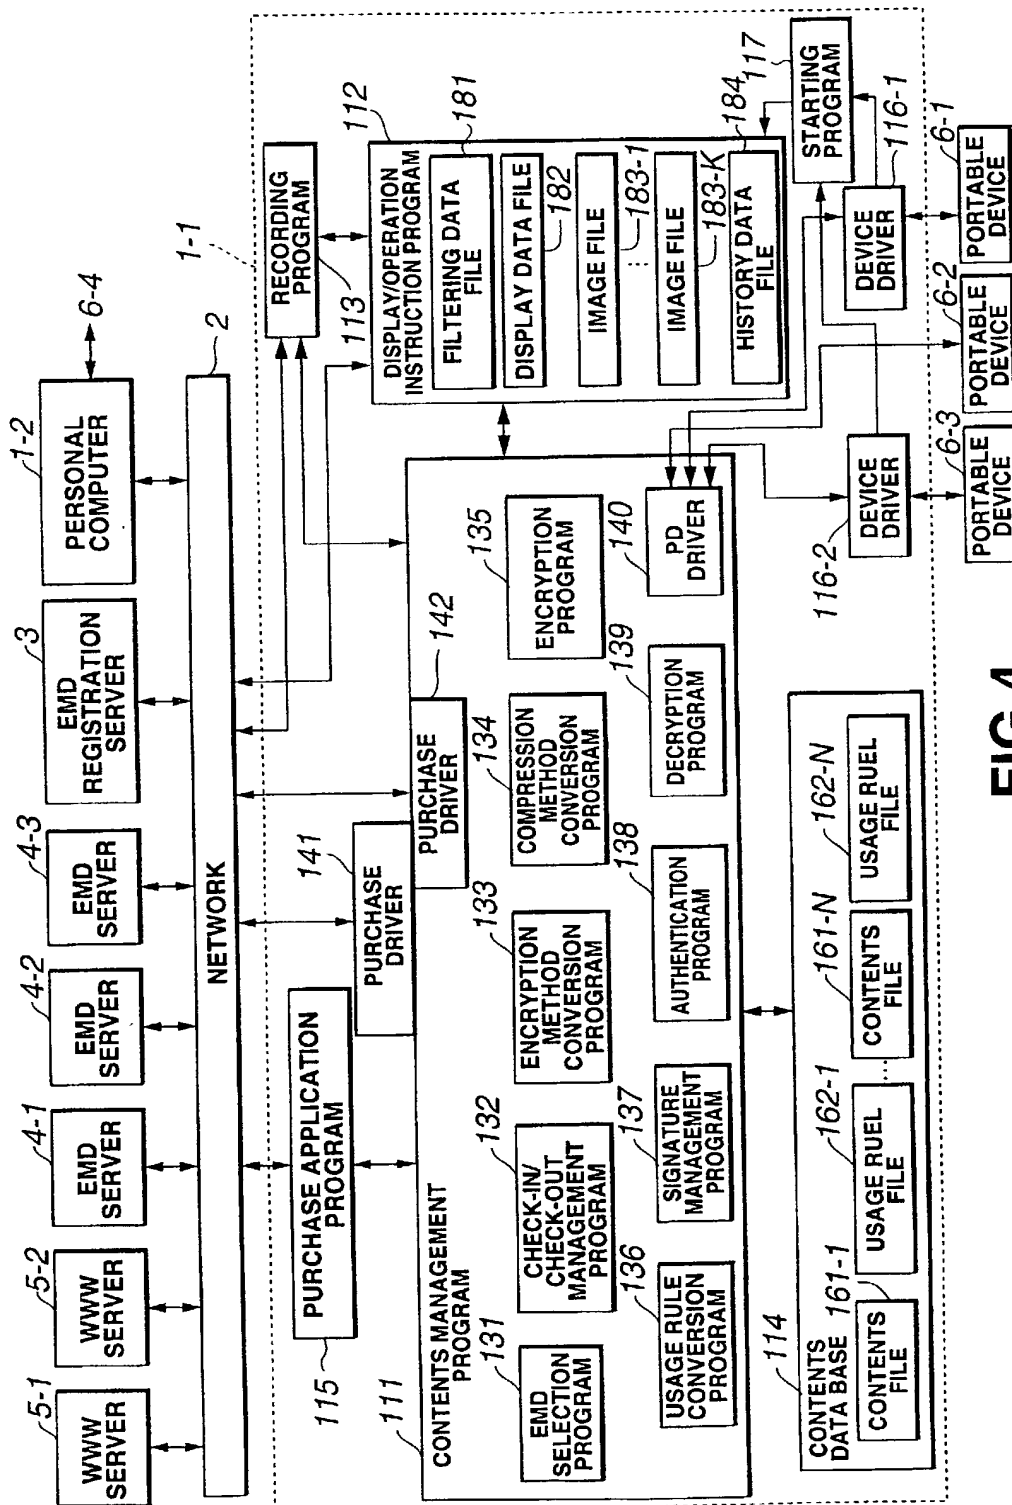 5-1
WWW
SERVER
5-2
WWW
SERVER
4-1
EMD
SERVER
4-2
EMD
SERVER
4-3
EMD
SERVER
3
EMD
REGISTRATION
SERVER
1-2
PERSONAL
COMPUTER
6-4
NETWORK
2
1-1
115
PURCHASE APPLICATION
PROGRAM
141
PURCHASE
DRIVER
142
PURCHASE
DRIVER
113
RECORDING
PROGRAM
111
CONTENTS MANAGEMENT
PROGRAM
131
EMD
SELECTION
PROGRAM
132
CHECK-IN/
CHECK-OUT
MANAGEMENT
PROGRAM
133
ENCRYPTION
METHOD
CONVERSION
PROGRAM
134
COMPRESSION
METHOD
CONVERSION
PROGRAM
135
ENCRYPTION
PROGRAM
136
USAGE RULE
CONVERSION
PROGRAM
137
SIGNATURE
MANAGEMENT
PROGRAM
138
AUTHENTICATION
PROGRAM
139
DECRYPTION
PROGRAM
140
PD
DRIVER
112
DISPLAY/OPERATION
INSTRUCTION PROGRAM
181
FILTERING DATA
FILE
DISPLAY DATA FILE
182
IMAGE FILE
183-1
IMAGE FILE
183-K
184
HISTORY DATA
FILE
117
STARTING
PROGRAM
114
CONTENTS
DATA BASE
161-1
CONTENTS
FILE
162-1
USAGE RUEL
FILE
161-N
CONTENTS
FILE
162-N
USAGE RUEL
FILE
116-2
DEVICE
DRIVER
116-1
DEVICE
DRIVER
6-3
PORTABLE
DEVICE
6-2
PORTABLE
DEVICE
6-1
PORTABLE
DEVICE
FIG.4